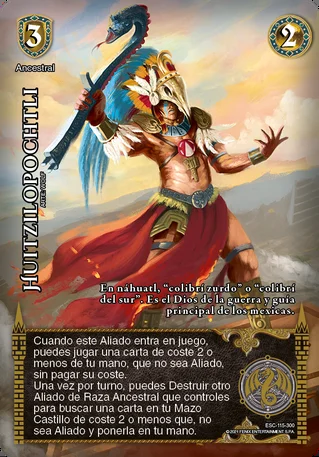 3
2
Ancestral
HUITZILOPOCHTLI
En náhuatl, "colibrí zurdo" o "colibrí
del sur". Es el Dios de la guerra y guía
principal de los mexicas.
Cuando este Aliado entra en juego,
puedes jugar una carta de coste 2 o
menos de tu mano, que no sea Aliado,
sin pagar su coste.
Una vez por turno, puedes Destruir otro
Aliado de Raza Ancestral que controles
para buscar una carta en tu Mazo
Castillo de coste 2 o menos que, no
sea Aliado y ponerla en tu mano.
ESC-115-300
©2021 FENIX ENTERTAINMENT S.P.A.